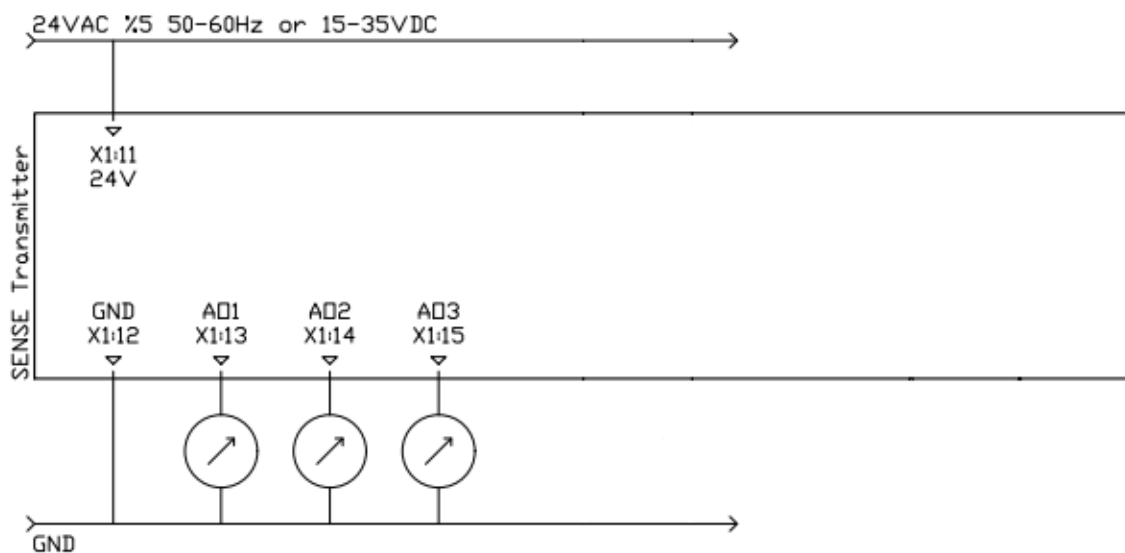 24VAC %5 50-60Hz or 15-35VDC
X1:11
24V
SENSE Transmitter
GND
X1:12
AO1
X1:13
AO2
X1:14
AO3
X1:15
GND